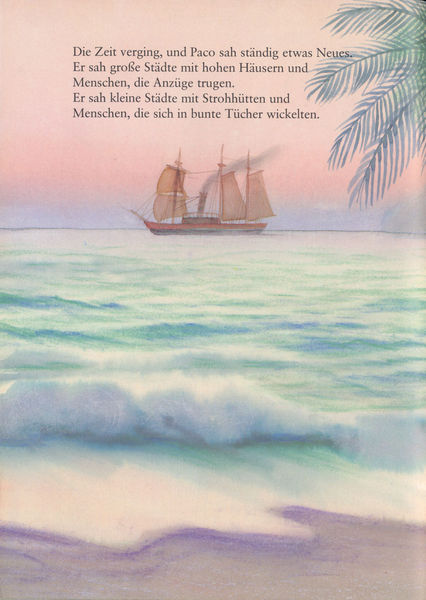 Die Zeit verging, und Paco sah ständig etwas Neues.
Er sah große Städte mit hohen Häusern und
Menschen, die Anzüge trugen.
Er sah kleine Städte mit Strohhütten und
Menschen, die sich in bunte Tücher wickelten.